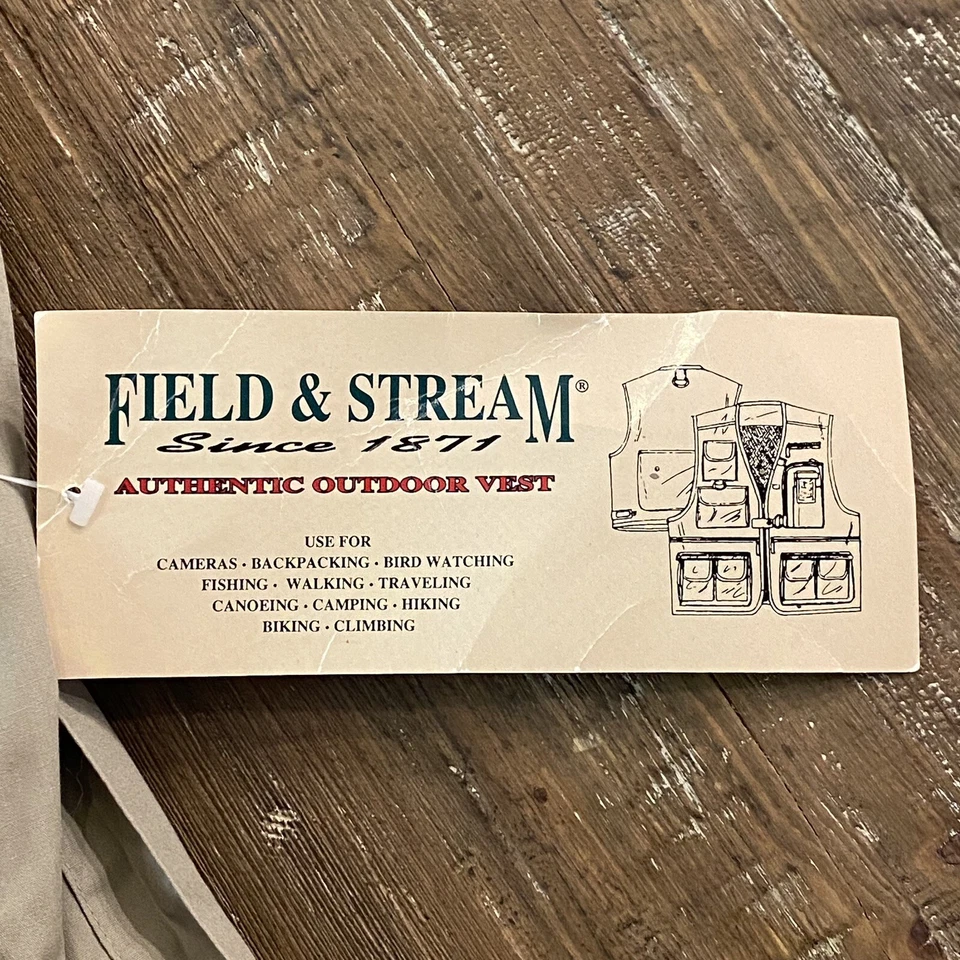 FIELD & STREAM®
Since 1871
AUTHENTIC OUTDOOR VEST
USE FOR
CAMERAS · BACKPACKING · BIRD WATCHING
FISHING · WALKING · TRAVELING
CANOEING · CAMPING · HIKING
BIKING · CLIMBING